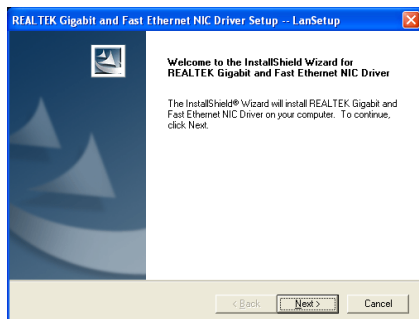 REALTEK Gigabit and Fast Ethernet NIC Driver Setup -- LanSetup
Welcome to the InstallShield Wizard for
REALTEK Gigabit and Fast Ethernet NIC Driver
The InstallShield® Wizard will install REALTEK Gigabit and
Fast Ethernet NIC Driver on your computer. To continue,
click Next.
< Back
Next >
Cancel